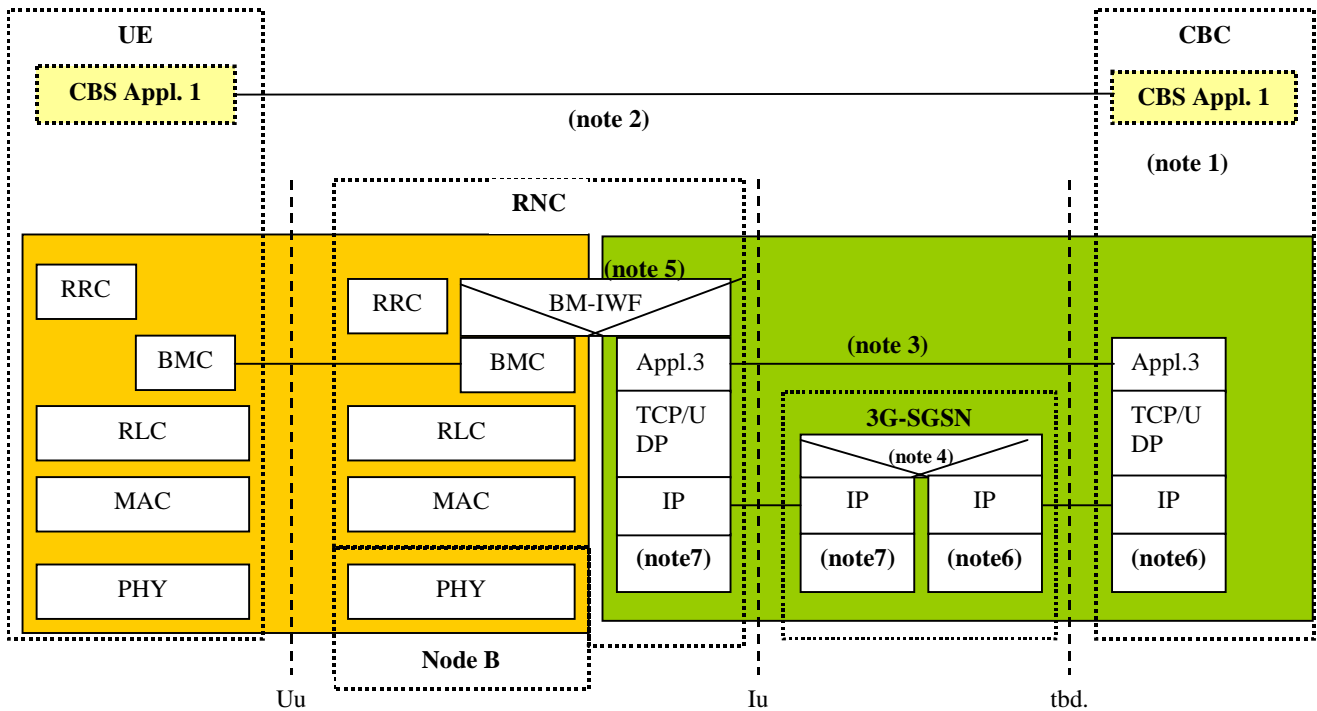 UE
CBC
CBS Appl. 1
CBS Appl. 1
(note 2)
(note 1)
RNC
(note 5)
RRC
RRC
BM-IWF
BMC
BMC
Appl.3
(note 3)
Appl.3
RLC
RLC
TCP/U
DP
3G-SGSN
(note 4)
TCP/U
DP
MAC
MAC
IP
IP
IP
IP
PHY
PHY
(note7)
(note7)
(note6)
(note6)
Node B
Uu
Iu
tbd.